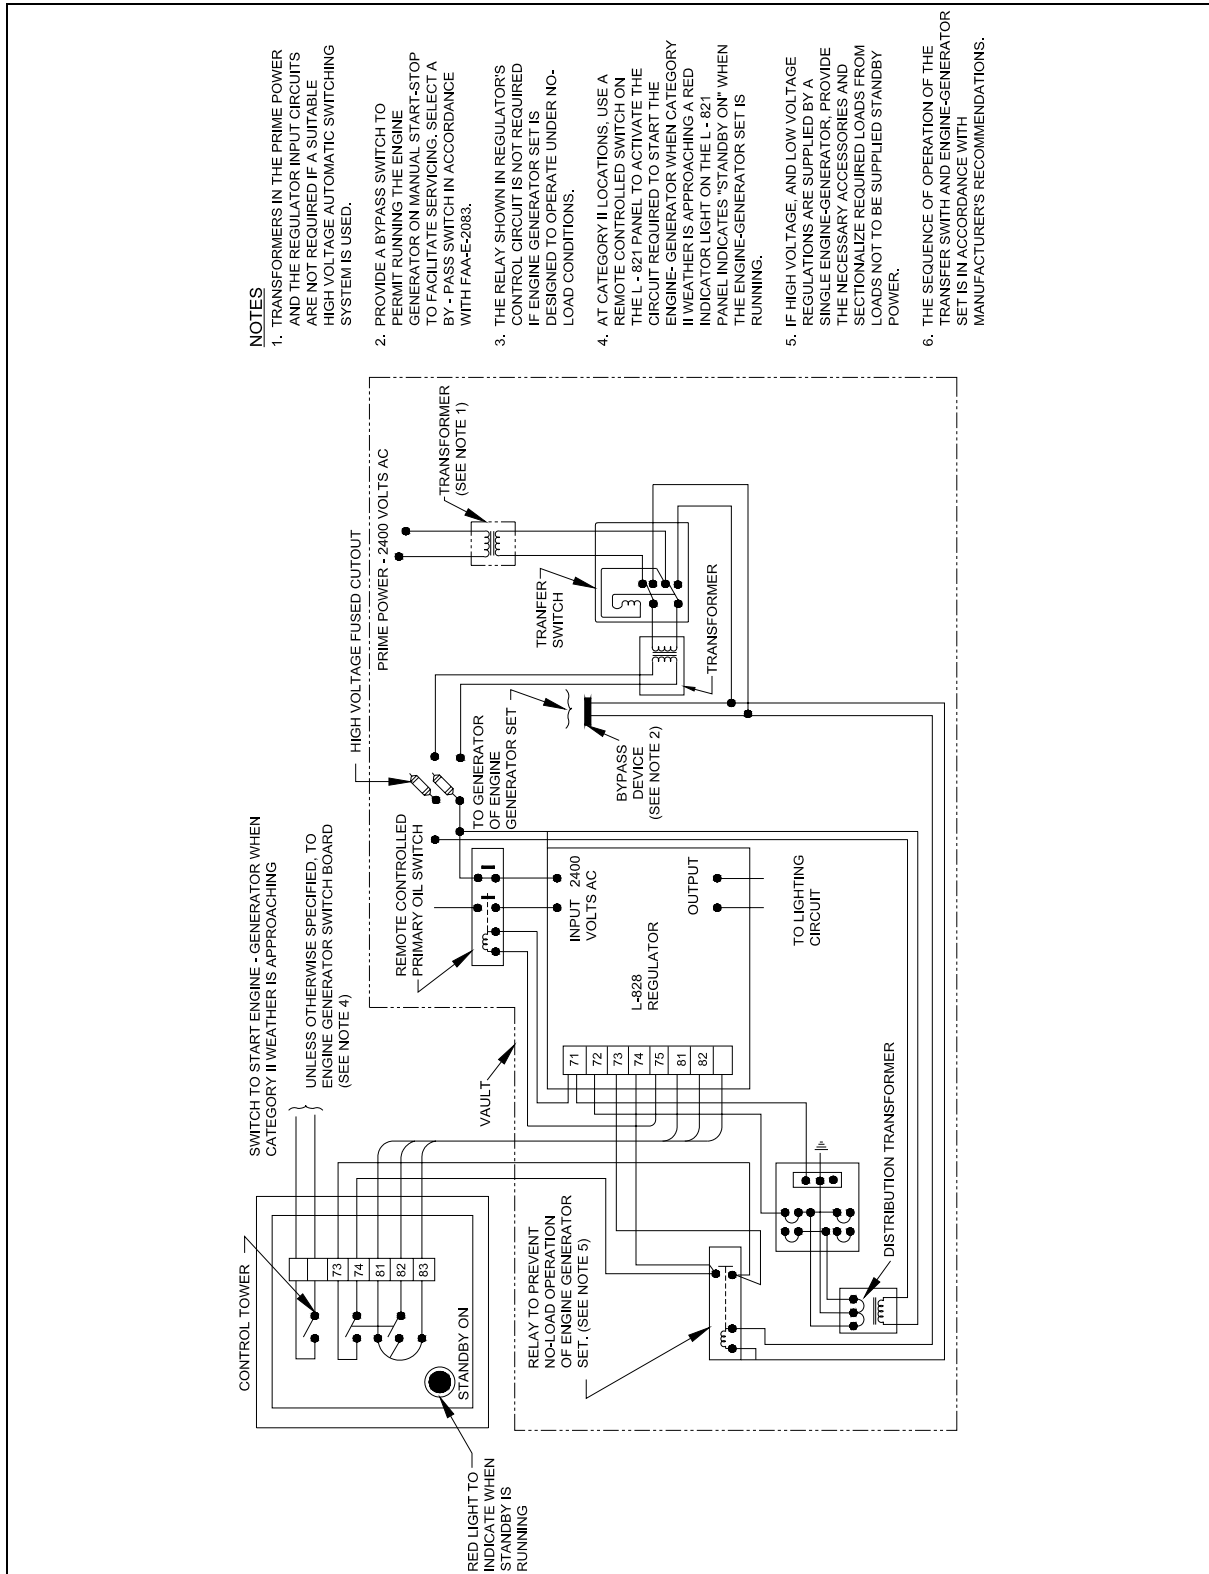 NOTES
1. TRANSFORMERS IN THE PRIME POWER
AND THE REGULATOR INPUT CIRCUITS
ARE NOT REQUIRED IF A SUITABLE
HIGH VOLTAGE AUTOMATIC SWITCHING
SYSTEM IS USED.
2. PROVIDE A BYPASS SWITCH TO
PERMIT RUNNING THE ENGINE
GENERATOR ON MANUAL START-STOP
TO FACILITATE SERVICING. SELECT A
BY - PASS SWITCH IN ACCORDANCE
WITH FAA-E-2083.
3. THE RELAY SHOWN IN REGULATOR'S
CONTROL CIRCUIT IS NOT REQUIRED
IF ENGINE GENERATOR SET IS
DESIGNED TO OPERATE UNDER NO-
LOAD CONDITIONS.
4. AT CATEGORY II LOCATIONS, USE A
REMOTE CONTROLLED SWITCH ON
THE L - 821 PANEL TO ACTIVATE THE
CIRCUIT REQUIRED TO START THE
ENGINE- GENERATOR WHEN CATEGORY
II WEATHER IS APPROACHING A RED
INDICATOR LIGHT ON THE L - 821
PANEL INDICATES "STANDBY ON" WHEN
THE ENGINE-GENERATOR SET IS
RUNNING.
5. IF HIGH VOLTAGE, AND LOW VOLTAGE
REGULATIONS ARE SUPPLIED BY A
SINGLE ENGINE-GENERATOR, PROVIDE
THE NECESSARY ACCESSORIES AND
SECTIONALIZE REQUIRED LOADS FROM
LOADS NOT TO BE SUPPLIED STANDBY
POWER.
6. THE SEQUENCE OF OPERATION OF THE
TRANSFER SWITH AND ENGINE-GENERATOR
SET IS IN ACCORDANCE WITH
MANUFACTURER'S RECOMMENDATIONS.
SWITCH TO START ENGINE - GENERATOR WHEN
CATEGORY II WEATHER IS APPROACHING
UNLESS OTHERWISE SPECIFIED, TO
ENGINE GENERATOR SWITCH BOARD
(SEE NOTE 4)
CONTROL TOWER
73
74
81
82
83
STANDBY ON
RED LIGHT TO
INDICATE WHEN
STANDBY IS
RUNNING
HIGH VOLTAGE FUSED CUTOUT
PRIME POWER - 2400 VOLTS AC
TRANSFORMER
(SEE NOTE 1)
TRANFER
SWITCH
TRANSFORMER
REMOTE CONTROLLED
PRIMARY OIL SWITCH
TO GENERATOR
OF ENGINE
GENERATOR SET
BYPASS
DEVICE
(SEE NOTE 2)
INPUT 2400
VOLTS AC
OUTPUT
L-828
REGULATOR
TO LIGHTING
CIRCUIT
VAULT
71
72
73
74
75
81
82
RELAY TO PREVENT
NO-LOAD OPERATION
OF ENGINE GENERATOR
SET. (SEE NOTE 5)
DISTRIBUTION TRANSFORMER